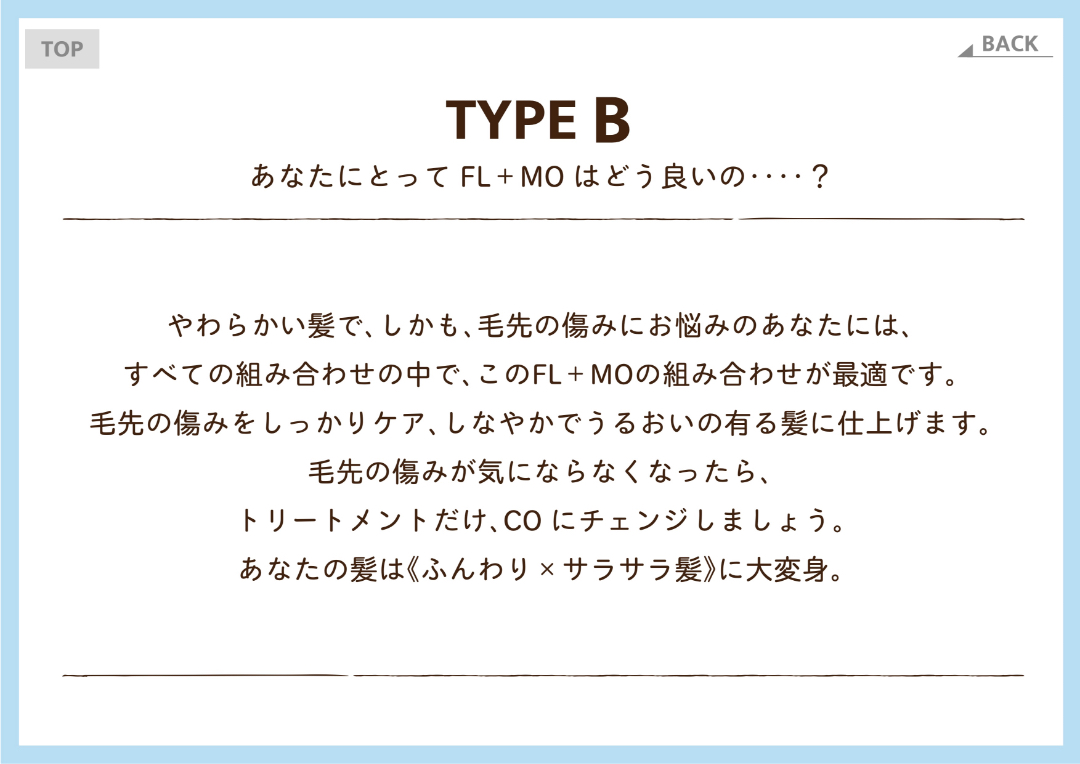 TOP
BACK
TYPE B
あなたにとって FL＋MO はどう良いの････？
やわらかい髪で、しかも、毛先の傷みにお悩みのあなたには、
すべての組み合わせの中で、このFL＋MOの組み合わせが最適です。
毛先の傷みをしっかりケア、しなやかでうるおいの有る髪に仕上げます。
毛先の傷みが気にならなくなったら、
トリートメントだけ、CO にチェンジしましょう。
あなたの髪は《ふんわり×サラサラ髪》に大変身。